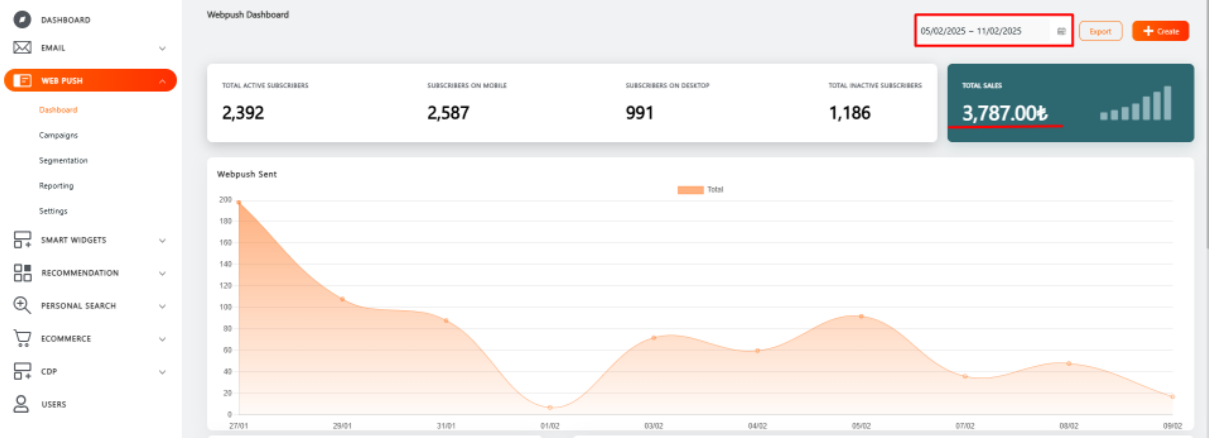 DASHBOARD
EMAIL
WEB PUSH
Dashboard
Campaigns
Segmentation
Reporting
Settings
SMART WIDGETS
RECOMMENDATION
PERSONAL SEARCH
ECOMMERCE
CDP
USERS
Webpush Dashboard
05/02/2025 ~ 11/02/2025
Export
Create
TOTAL ACTIVE SUBSCRIBERS
2,392
SUBSCRIBERS ON MOBILE
2,587
SUBSCRIBERS ON DESKTOP
991
TOTAL INACTIVE SUBSCRIBERS
1,186
TOTAL SALES
3,787.00₺
Webpush Sent
Total
200
180
160
140
120
100
80
60
40
20
0
27/01 29/01 31/01 01/02 03/02 04/02 05/02 07/02 08/02 09/02